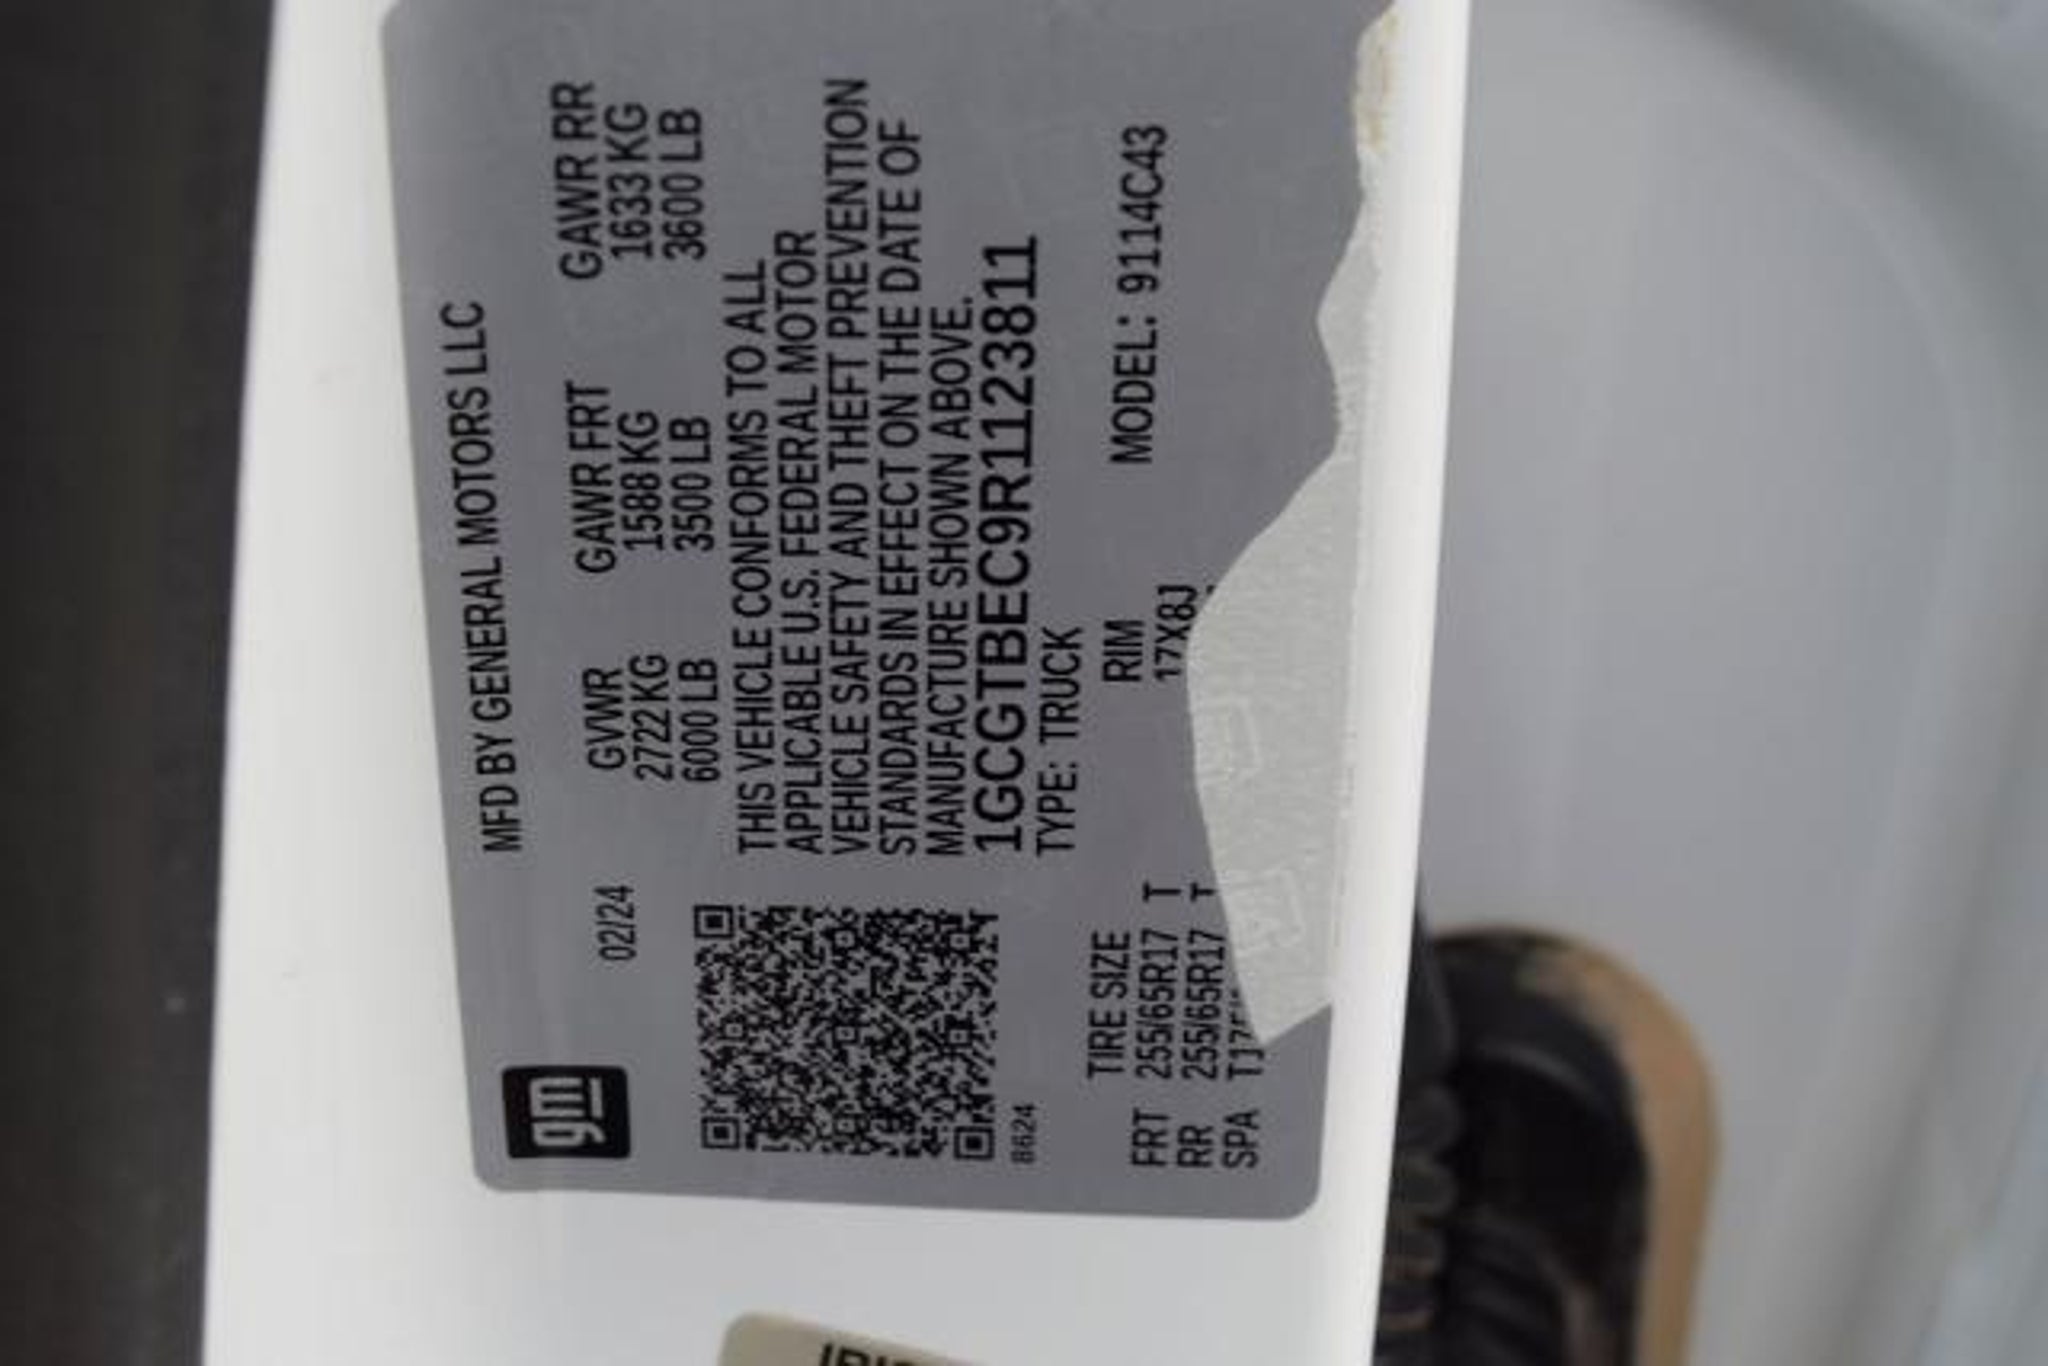 gm
MFD BY GENERAL MOTORS LLC
02/24
GVWR GAWR FRT GAWR RR
2722 KG 1588 KG 1633 KG
6000 LB 3500 LB 3600 LB
THIS VEHICLE CONFORMS TO ALL
APPLICABLE U.S. FEDERAL MOTOR
VEHICLE SAFETY AND THEFT PREVENTION
STANDARDS IN EFFECT ON THE DATE OF
MANUFACTURE SHOWN ABOVE.
1GCGTBEC9R1123811
8624
TYPE: TRUCK
MODEL: 9114C43
TIRE SIZE RIM
FRT 255/65R17 T 17X8J
RR 255/65R17 T
SPA